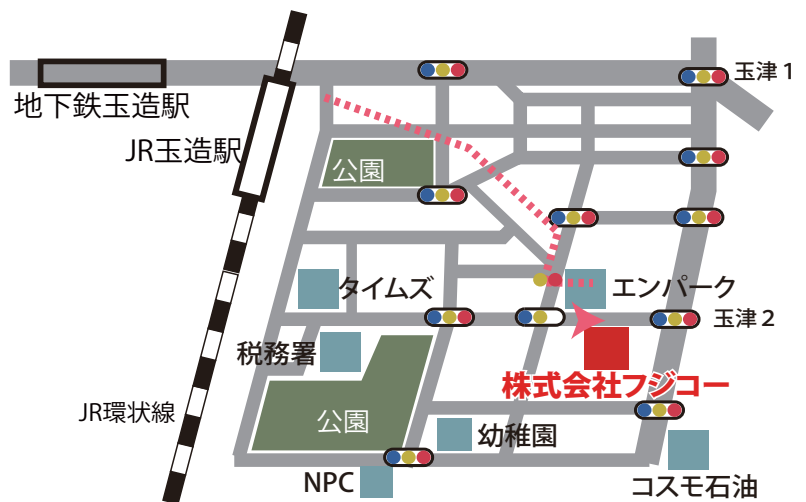 玉津1
地下鉄玉造駅
JR玉造駅
公園
タイムズ
エンパーク
玉津2
税務署
株式会社フジコー
JR環状線
公園
幼稚園
NPC
コスモ石油